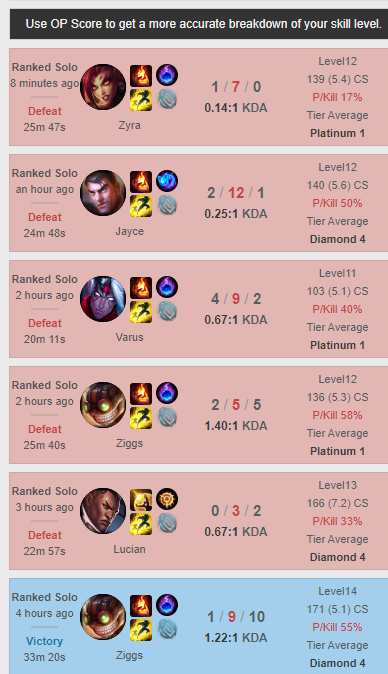 Use OP Score to get a more accurate breakdown of your skill level.
Ranked Solo
8 minutes ago
Defeat
25m 47s
Zyra
1 / 7 / 0
0.14:1 KDA
Level12
139 (5.4) CS
P/Kill 17%
Tier Average
Platinum 1
Ranked Solo
an hour ago
Defeat
24m 48s
Jayce
2 / 12 / 1
0.25:1 KDA
Level12
140 (5.6) CS
P/Kill 50%
Tier Average
Diamond 4
Ranked Solo
2 hours ago
Defeat
20m 11s
Varus
4 / 9 / 2
0.67:1 KDA
Level11
103 (5.1) CS
P/Kill 40%
Tier Average
Platinum 1
Ranked Solo
2 hours ago
Defeat
25m 40s
Ziggs
2 / 5 / 5
1.40:1 KDA
Level12
136 (5.3) CS
P/Kill 58%
Tier Average
Platinum 1
Ranked Solo
3 hours ago
Defeat
22m 57s
Lucian
0 / 3 / 2
0.67:1 KDA
Level13
166 (7.2) CS
P/Kill 33%
Tier Average
Diamond 4
Ranked Solo
4 hours ago
Victory
33m 20s
Ziggs
1 / 9 / 10
1.22:1 KDA
Level14
171 (5.1) CS
P/Kill 55%
Tier Average
Diamond 4